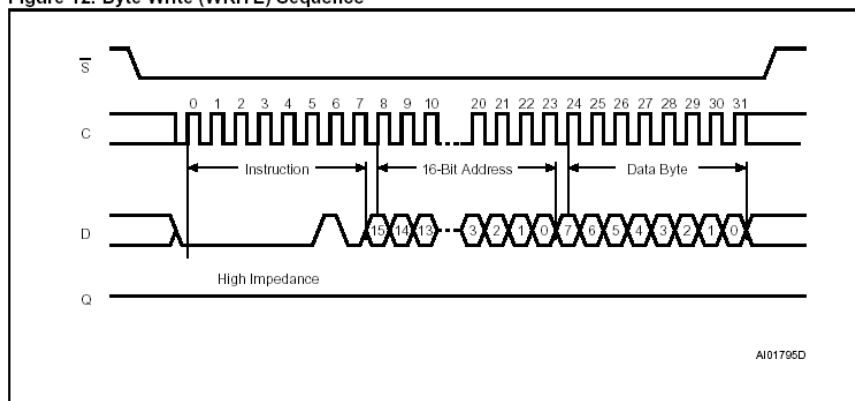 Figure 12. Byte Write (WRITE) Sequence
S
0 1 2 3 4 5 6 7 8 9 10 20 21 22 23 24 25 26 27 28 29 30 31
C
Instruction 16-Bit Address Data Byte
D 15 14 13 3 2 1 0 7 6 5 4 3 2 1 0
High Impedance
Q
AI01795D